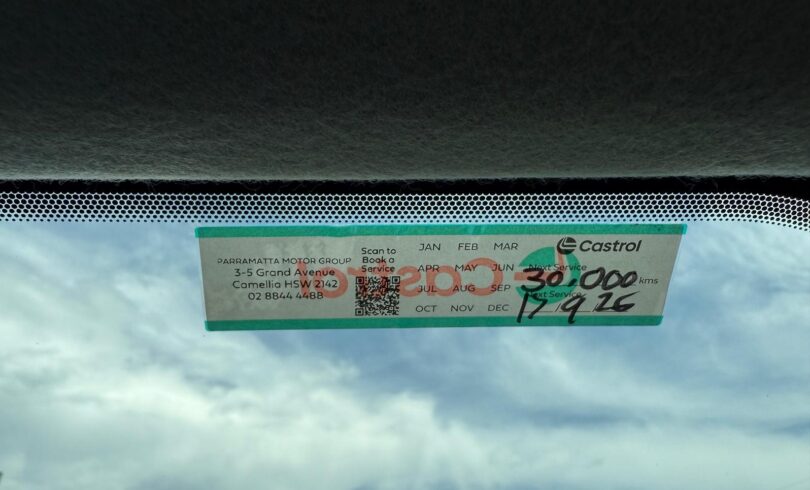 PARRAMATTA MOTOR GROUP
3-5 Grand Avenue
Camellia HSW 2142
02 8844 4488
Scan to
Book a
Service
JAN FEB MAR
APR MAY JUN
JUL AUG SEP
OCT NOV DEC
Castrol
Next Service
30,000 kms
Next Service
17/9/26
Castrol